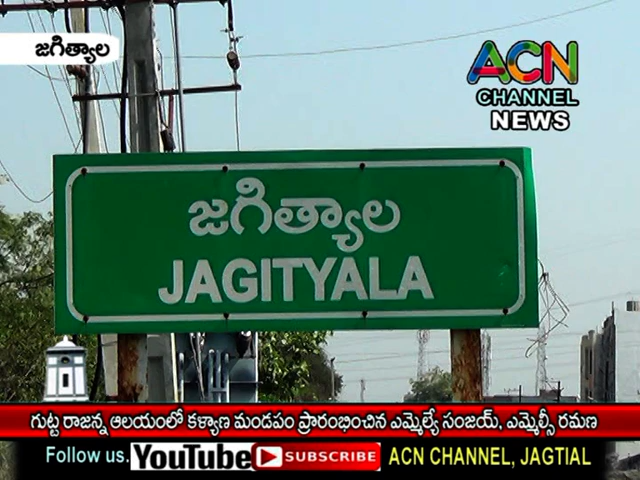 జగిత్యాల
ACN
CHANNEL
NEWS
జగిత్యాల
JAGITYALA
గుట్ట రాజన్న ఆలయంలో కళ్యాణ మండపం ప్రారంభించిన ఎమ్మెల్యే సంజయ్, ఎమ్మెల్సీ రమణ
Follow us. YouTube SUBSCRIBE ACN CHANNEL, JAGTIAL